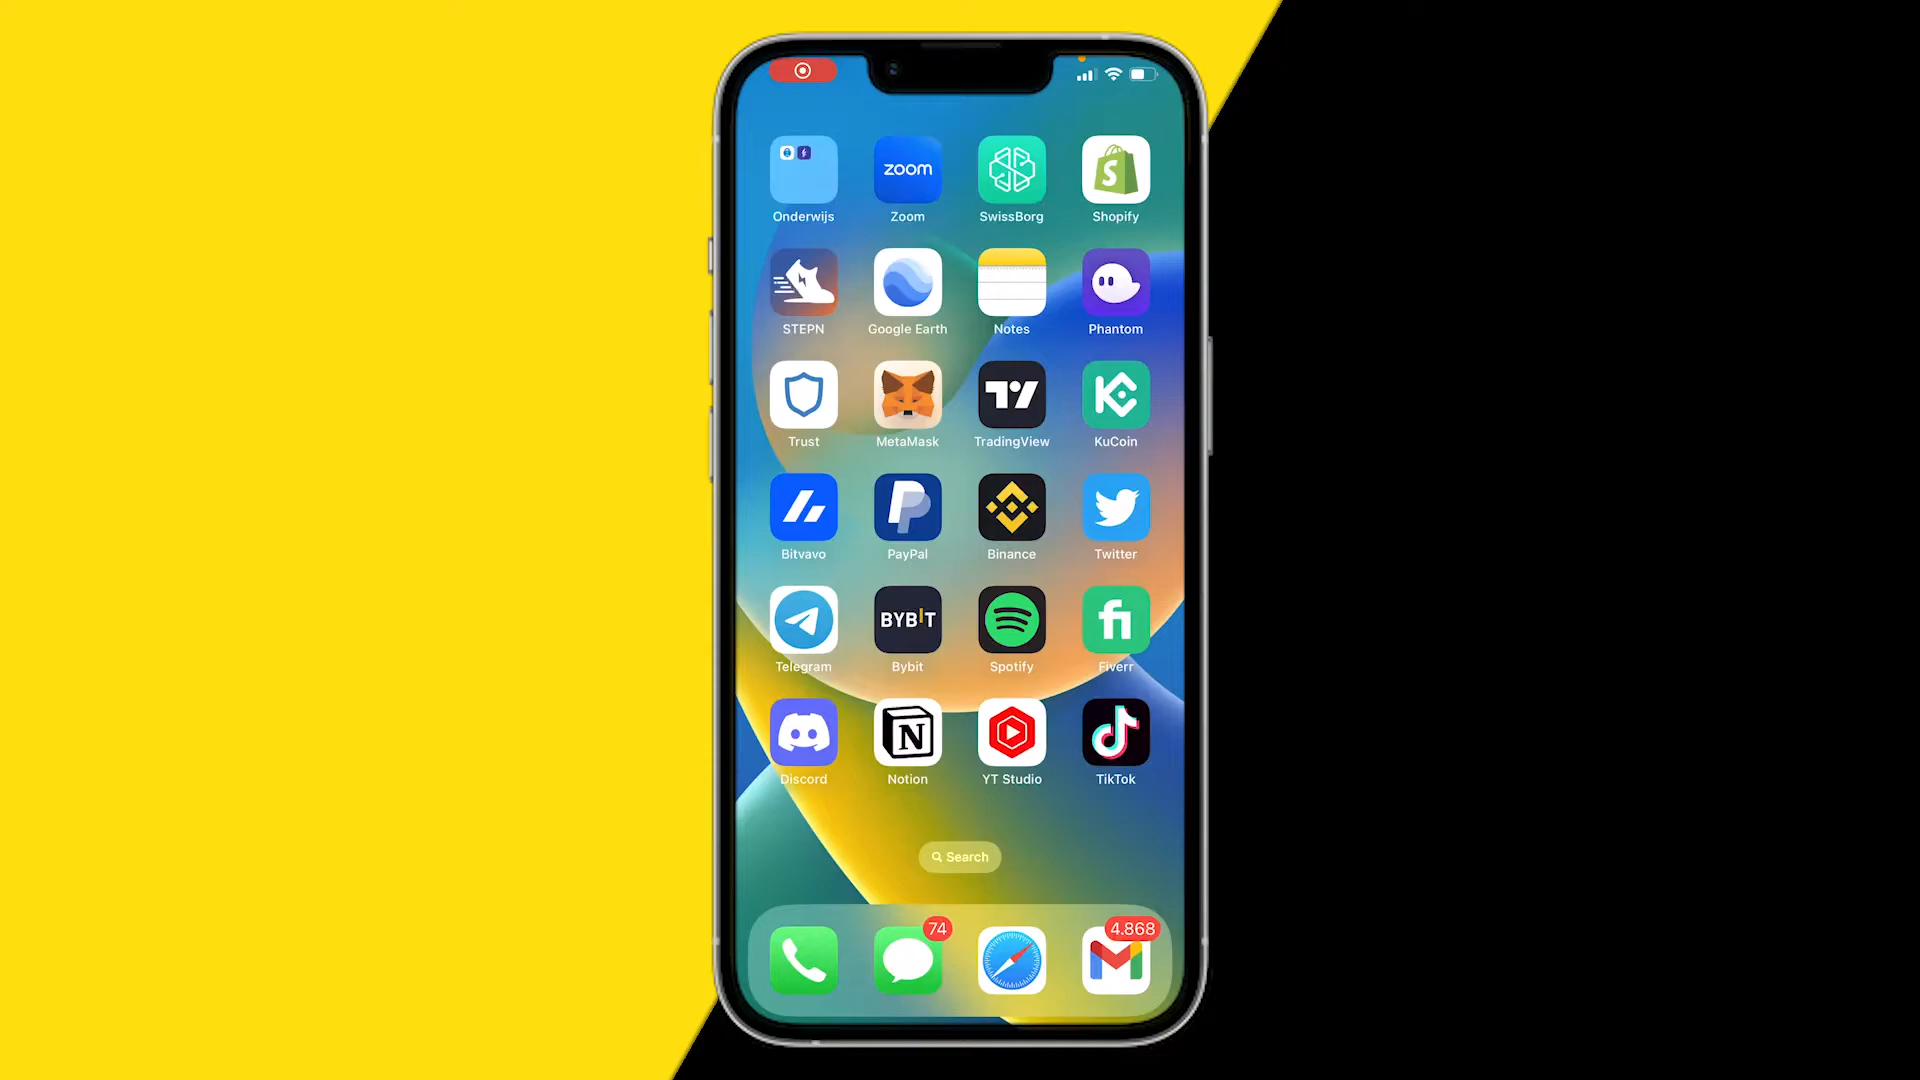 Onderwijs
zoom
Zoom
SwissBorg
S
Shopify
STEPN
Google Earth
Notes
Phantom
Trust
MetaMask
TradingView
KuCoin
Bitvavo
PayPal
Binance
Twitter
Telegram
BYBIT
Bybit
Spotify
fi
Fiverr
Discord
N
Notion
YT Studio
TikTok
Search
74
4.868